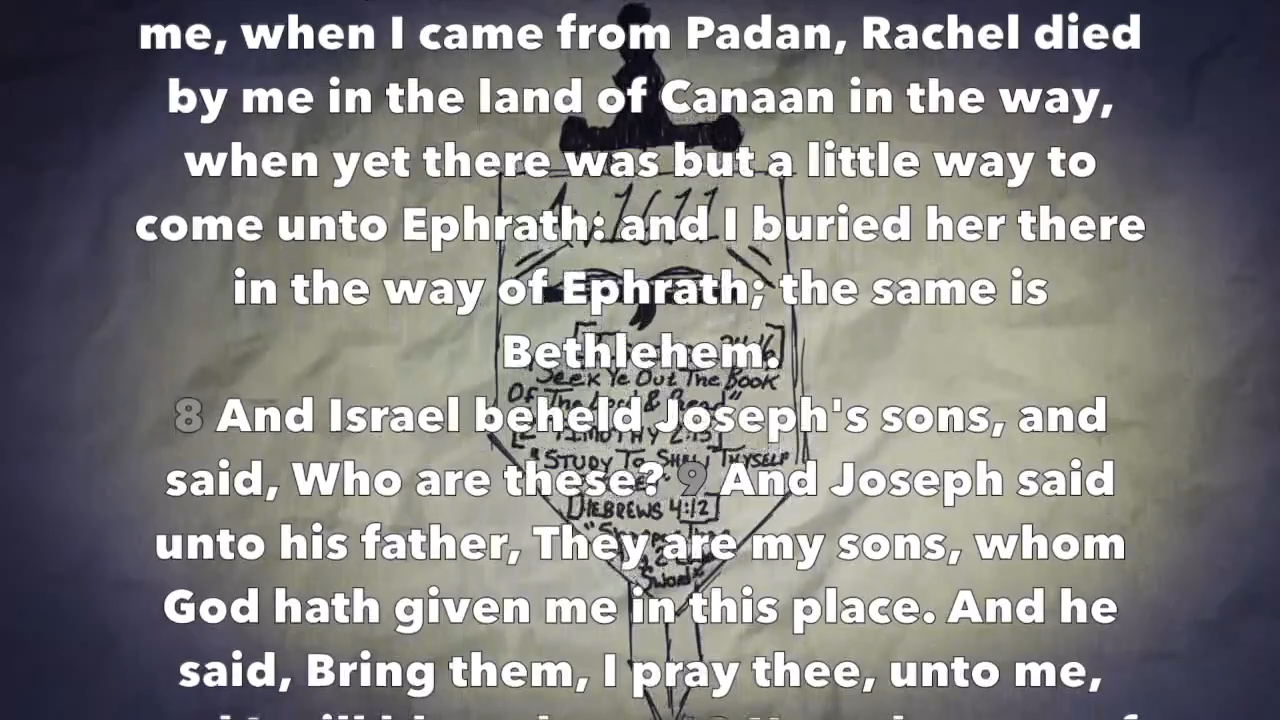 me, when I came from Padan, Rachel died
by me in the land of Canaan in the way,
when yet there was but a little way to
come unto Ephrath: and I buried her there
in the way of Ephrath; the same is
Bethlehem.
8 And Israel beheld Joseph's sons, and
said, Who are these? 9 And Joseph said
unto his father, They are my sons, whom
God hath given me in this place. And he
said, Bring them, I pray thee, unto me,
A.V. 1611
Seek Ye Out The Book
Of The Lord & Read"
[2 TIMOTHY 2:15]
"STUDY To Shew THYSELF
[HEBREWS 4:12]
Sword"